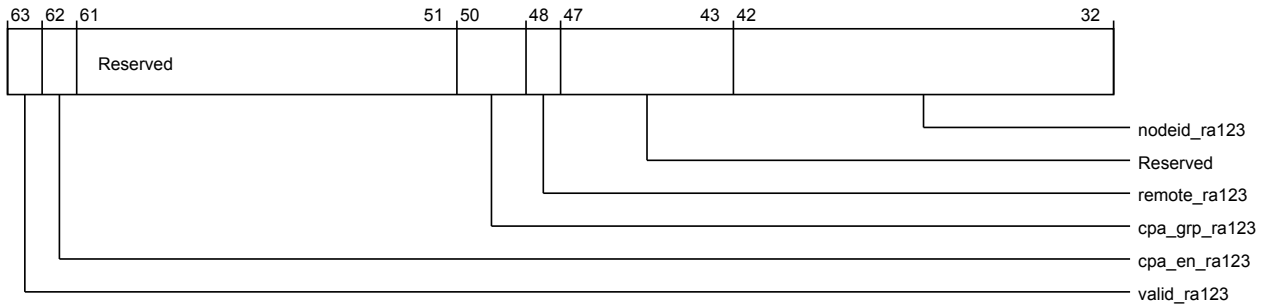 63 62 61 51 50 48 47 43 42 32
Reserved
nodeid_ra123
Reserved
remote_ra123
cpa_grp_ra123
cpa_en_ra123
valid_ra123